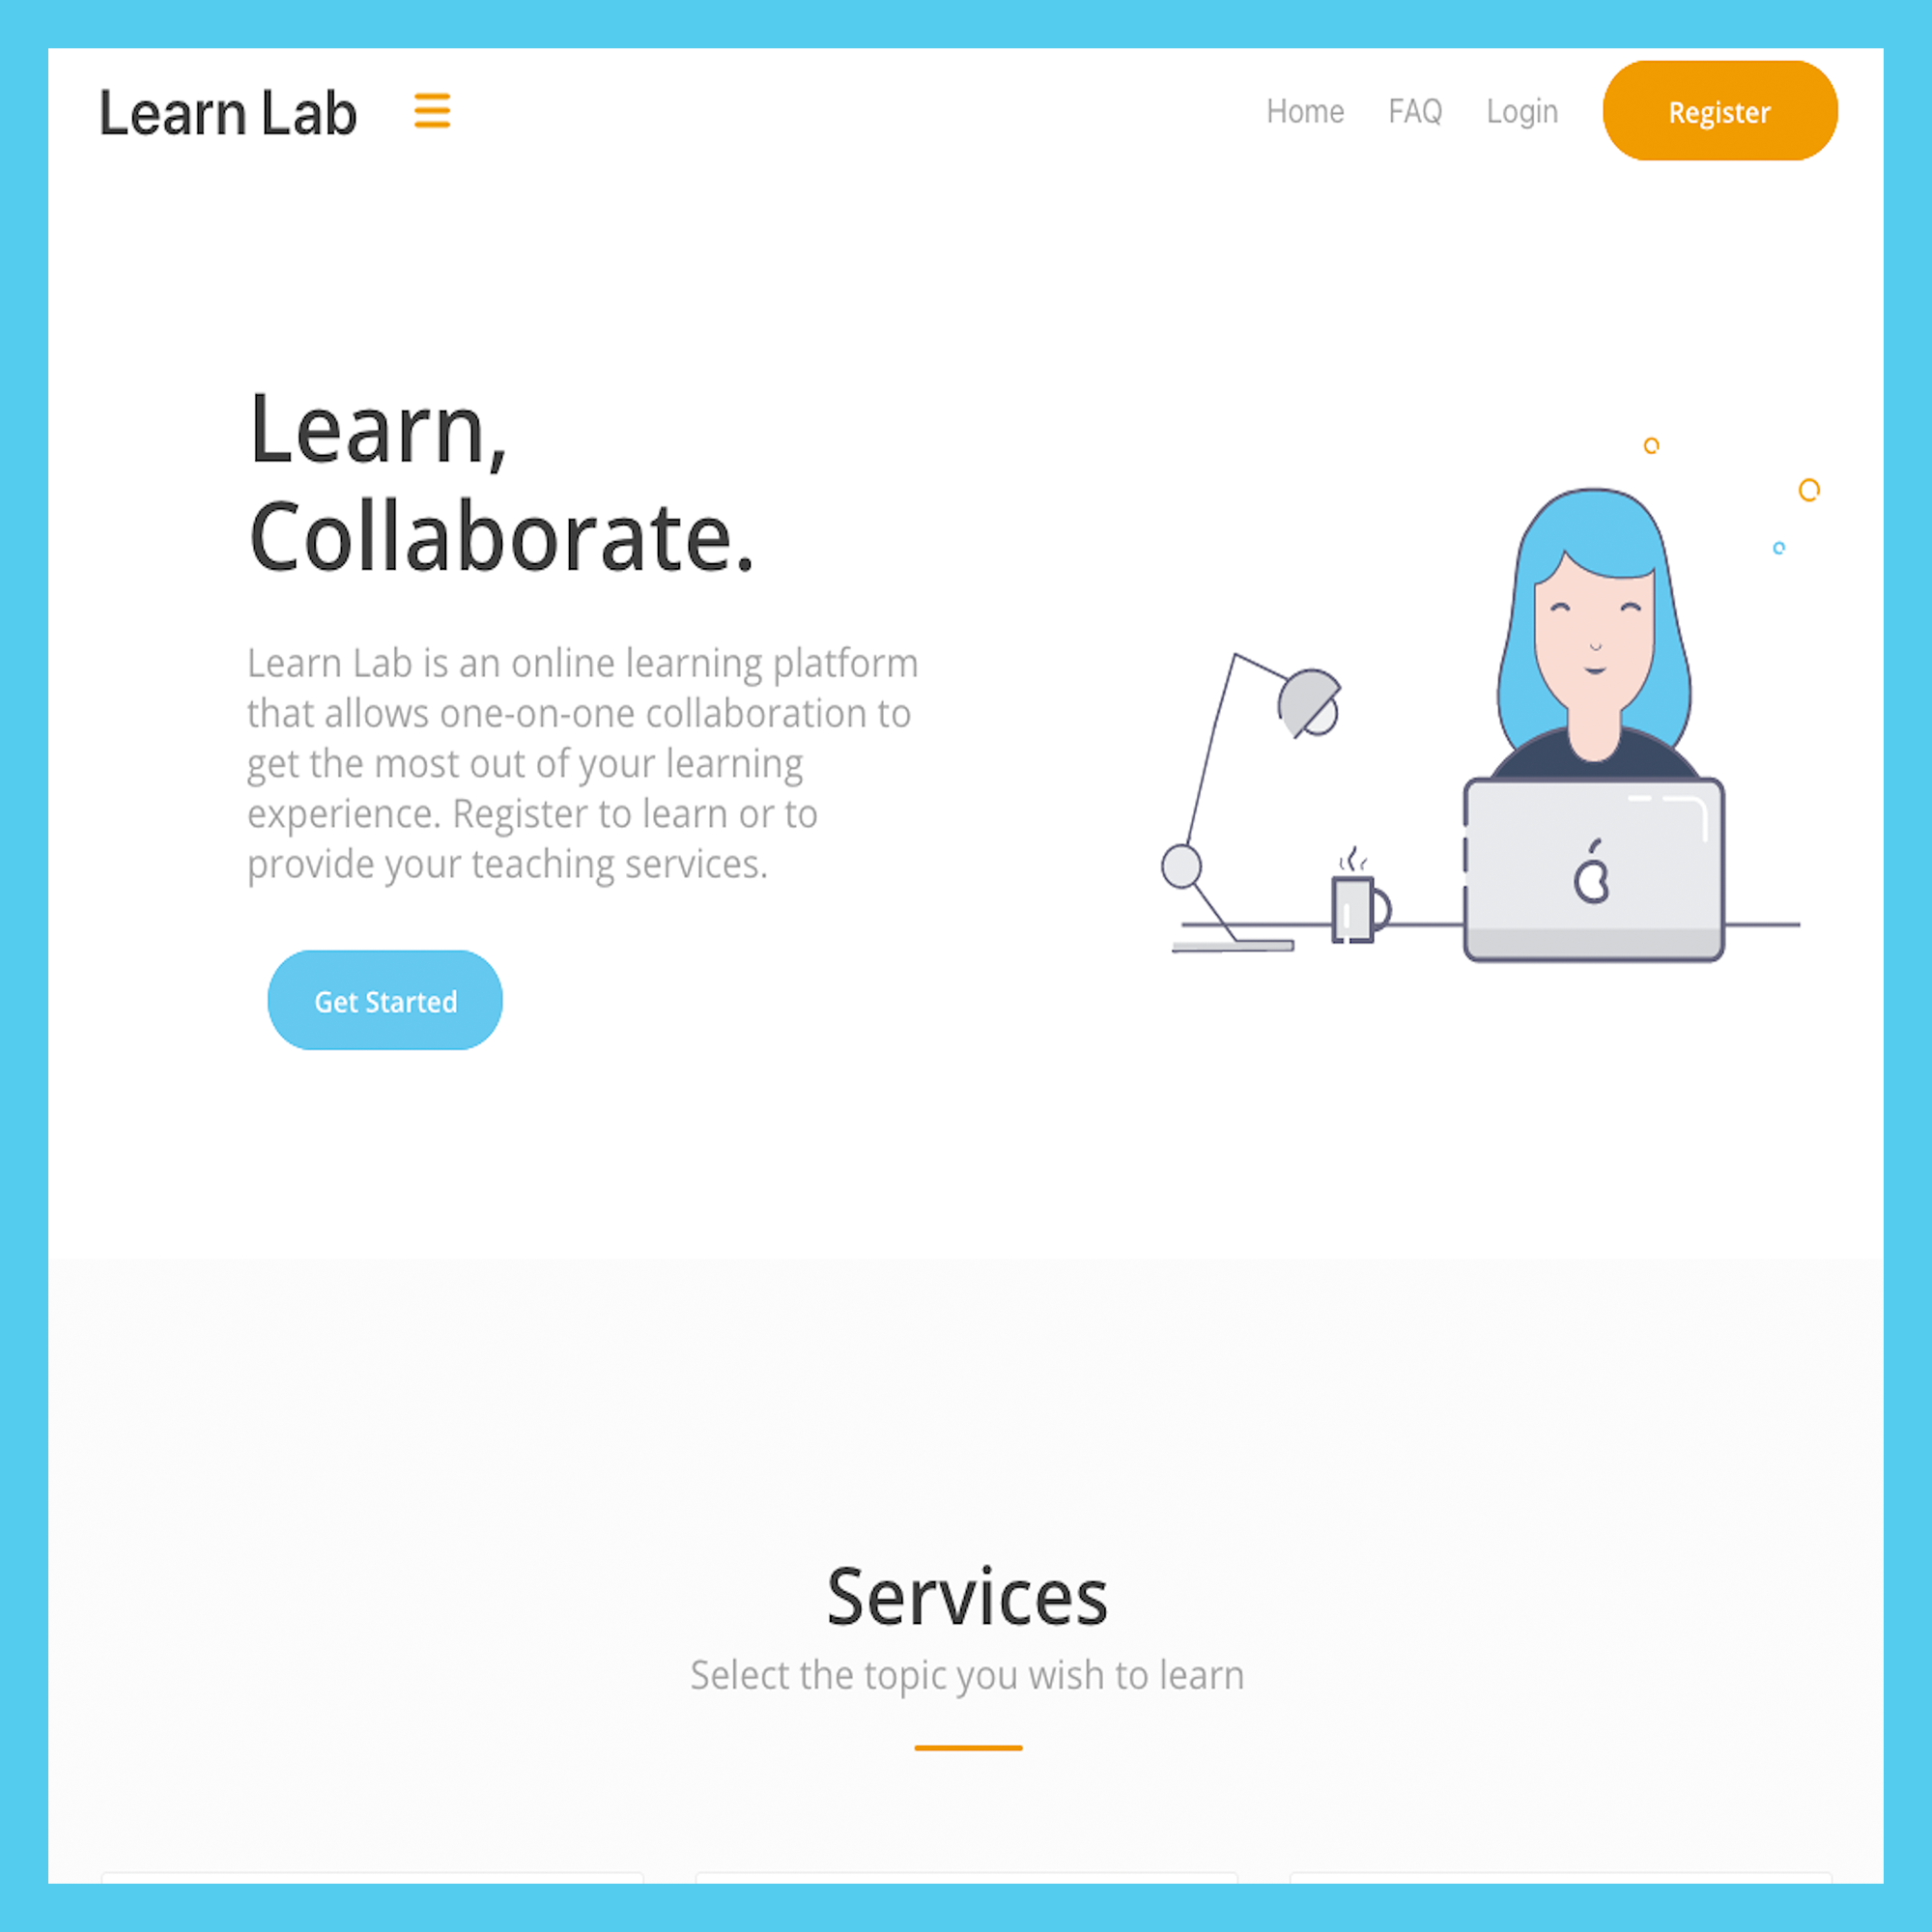 Learn Lab
Home FAQ Login Register
Learn,
Collaborate.
Learn Lab is an online learning platform
that allows one-on-one collaboration to
get the most out of your learning
experience. Register to learn or to
provide your teaching services.
Get Started
Services
Select the topic you wish to learn